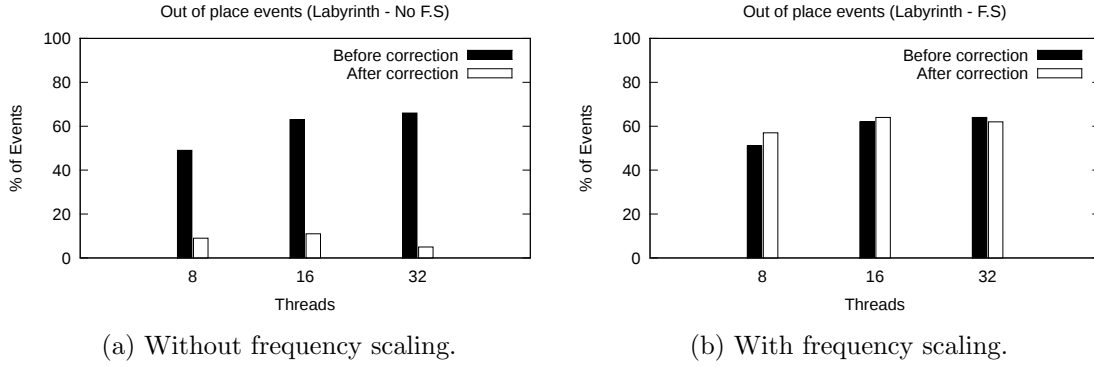 Out of place events (Labyrinth - No F.S)
100
80
60
40
20
0
% of Events
Before correction
After correction
8
16
32
Threads
(a) Without frequency scaling.
Out of place events (Labyrinth - F.S)
100
80
60
40
20
0
% of Events
Before correction
After correction
8
16
32
Threads
(b) With frequency scaling.